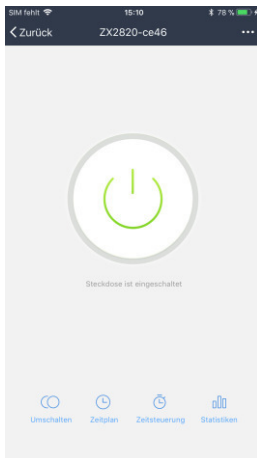 SIM fehlt 15:10 78 %
Zurück ZX2820-ce46
Steckdose ist eingeschaltet
Umschalten Zeitplan Zeitsteuerung Statistiken